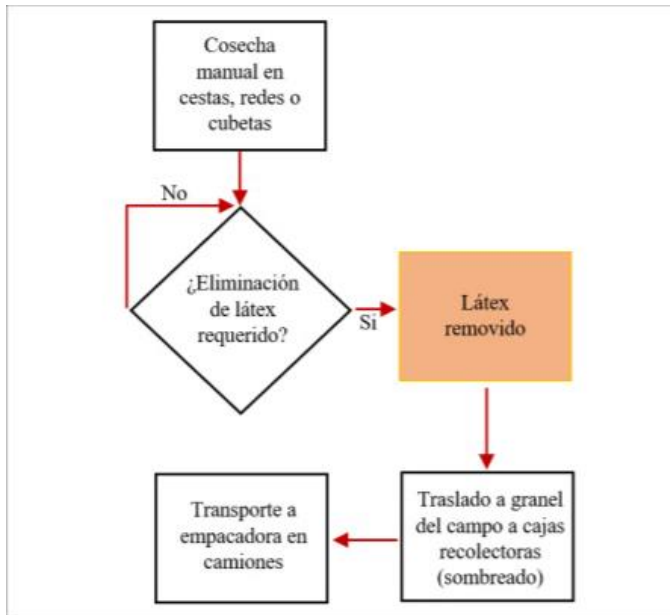 Cosecha
manual en
cestas, redes o
cubetas
No
¿Eliminación
de látex
requerido?
Si
Látex
removido
Traslado a granel
del campo a cajas
recolectoras
(sombreado)
Transporte a
empacadora en
camiones